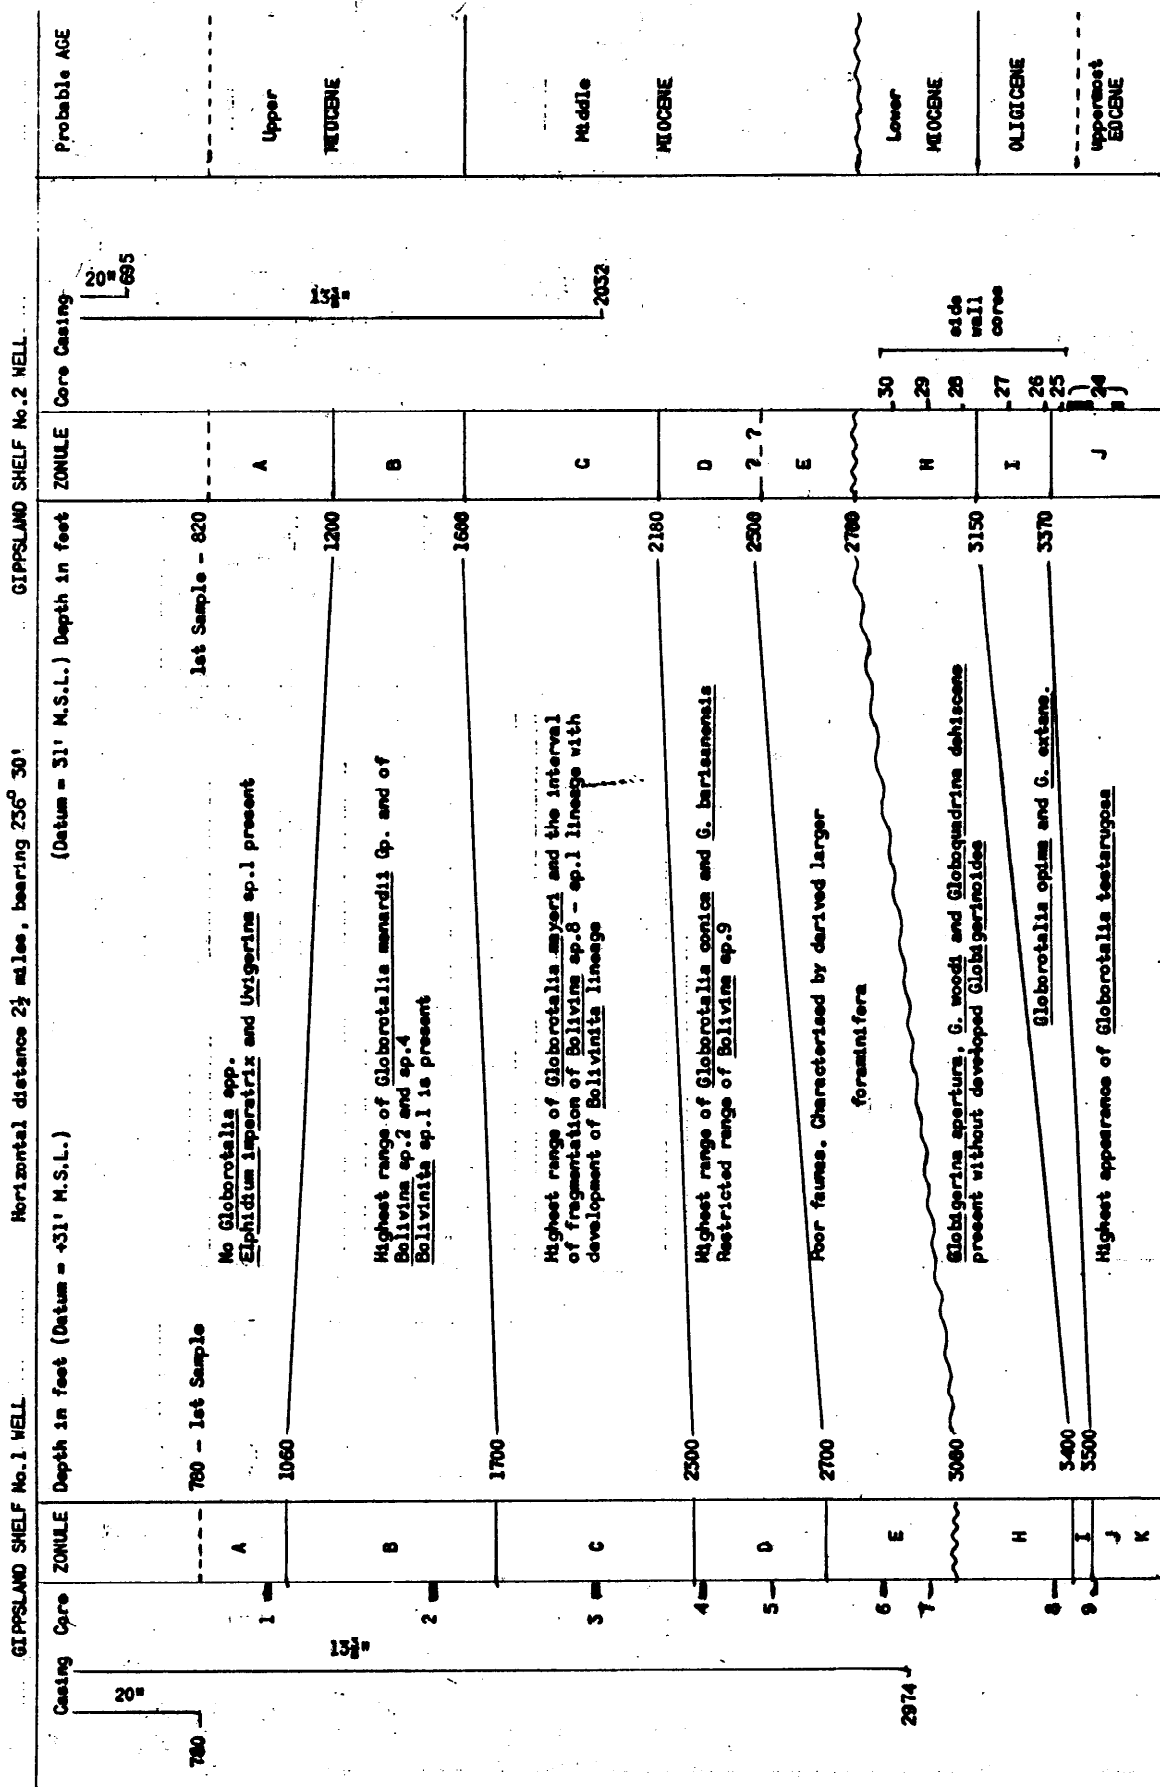 GIPPSLAND SHELF No.1 WELL Horizontal distance 2½ miles, bearing 236° 30' GIPPSLAND SHELF No.2 WELL
Casing Core ZONULE Depth in feet (Datum = +31' M.S.L.) (Datum = 31' M.S.L.) Depth in feet ZONULE Core Casing Probable AGE
20" 695
20"
780 780 - 1st Sample 1st Sample - 820
A No Globorotalia spp. A Upper
1 Elphidium imperatrix and Uvigerina sp.1 present
1060 1200
MIOCENE
13⅜" 13⅜"
B Highest range of Globorotalia menardii Gp. and of B
Bolivina sp.2 and sp.4
2 Bolivinita sp.1 is present
1700 1600
Highest range of Globorotalia mayeri and the interval
of fragmentation of Bolivina sp.8 - sp.1 lineage with
3 C development of Bolivinita lineage C Middle
2032
MIOCENE
2300 2180
4 Highest range of Globorotalia conica and G. barisanensis D
Restricted range of Bolivina sp.9
5 D
2700 2500 ?_?
Poor faunas. Characterised by derived larger E
foraminifera
6 E 2700
7 30 Lower
2974
3080 29 MIOCENE
H Globigerina aperture, G. woodi and Globoquadrina dehiscens H 28 side
present without developed Globigerinoides wall
cores
8 3400 3150
I Globorotalia opima and G. extans. I 27 OLIGICENE
26
9 3500 3370 25
J Highest appearance of Globorotalia testarugosa J 24 Uppermost
K EOCENE